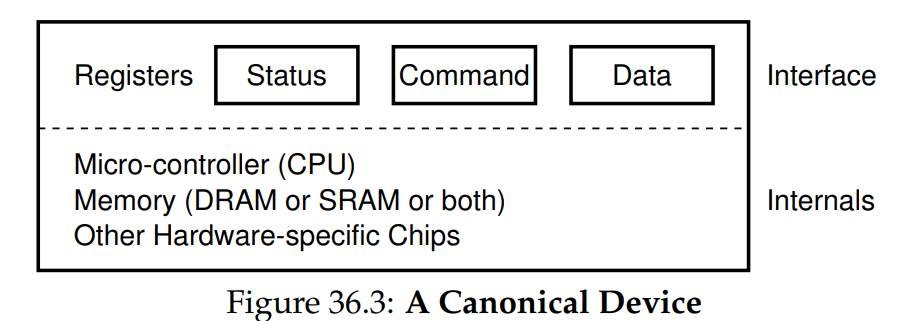 Registers Status Command Data Interface
Micro-controller (CPU)
Memory (DRAM or SRAM or both) Internals
Other Hardware-specific Chips
Figure 36.3: A Canonical Device